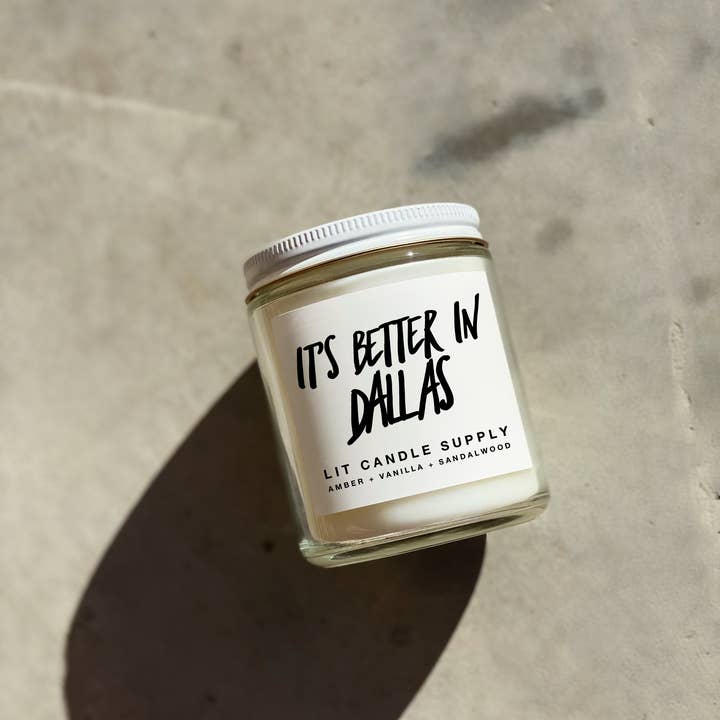 IT'S BETTER IN
DALLAS
LIT CANDLE SUPPLY
AMBER + VANILLA + SANDALWOOD